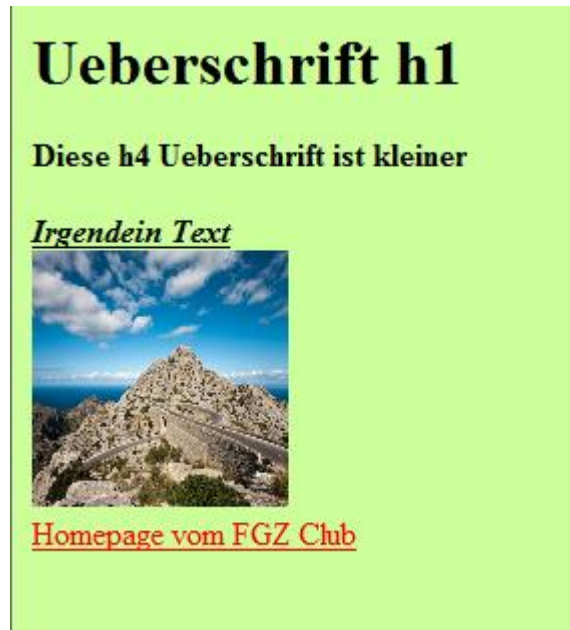 Ueberschrift h1
Diese h4 Ueberschrift ist kleiner
Irgendein Text
Homepage vom FGZ Club